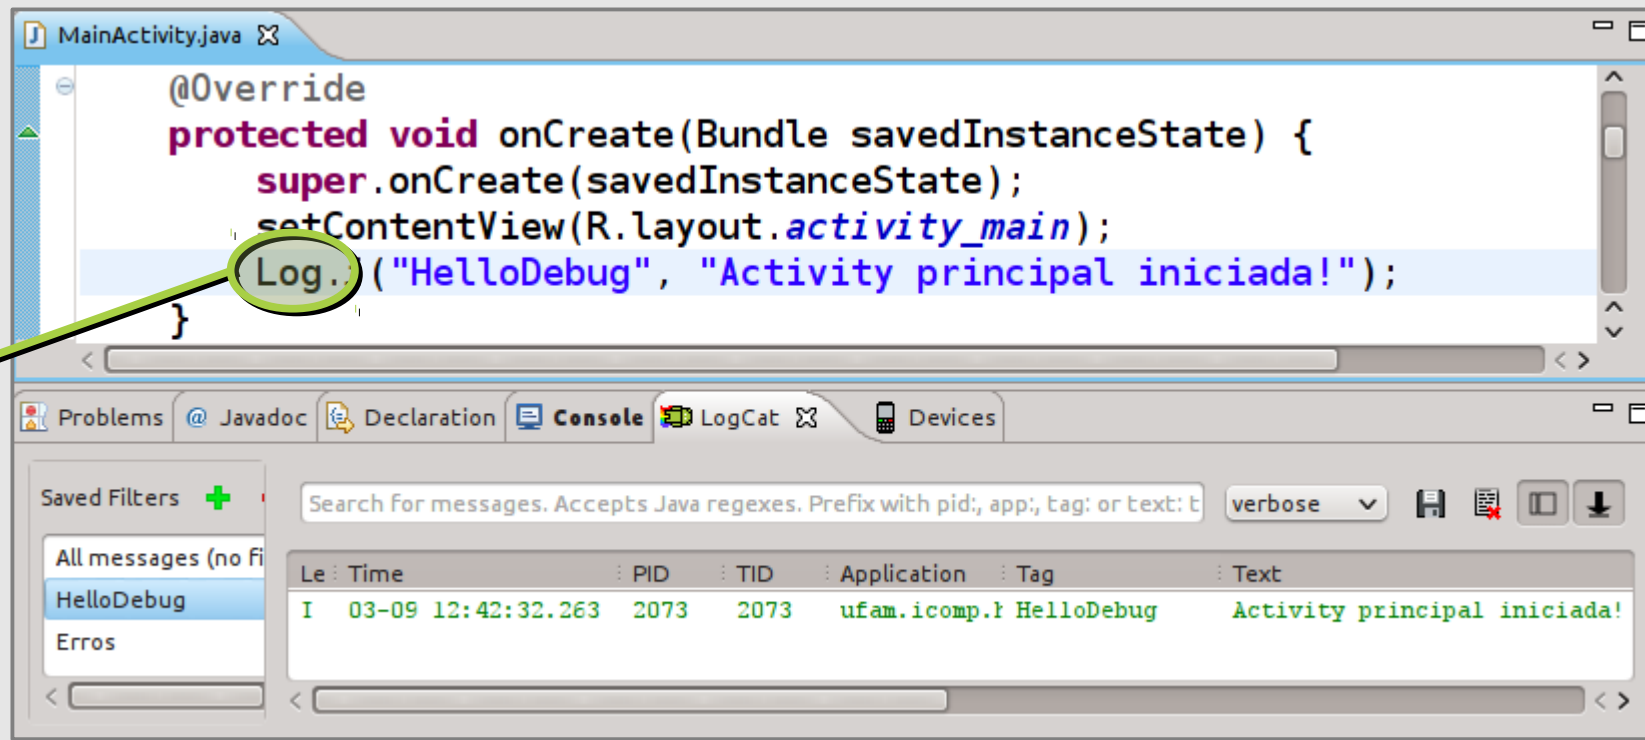 MainActivity.java
@Override
protected void onCreate(Bundle savedInstanceState) {
super.onCreate(savedInstanceState);
setContentView(R.layout.activity_main);
Log.i("HelloDebug", "Activity principal iniciada!");
}
Problems @ Javadoc Declaration Console LogCat Devices
Saved Filters
Search for messages. Accepts Java regexes. Prefix with pid:, app:, tag: or text: t verbose
All messages (no fi
HelloDebug
Erros
Le Time PID TID Application Tag Text
I 03-09 12:42:32.263 2073 2073 ufam.icomp.h HelloDebug Activity principal iniciada!